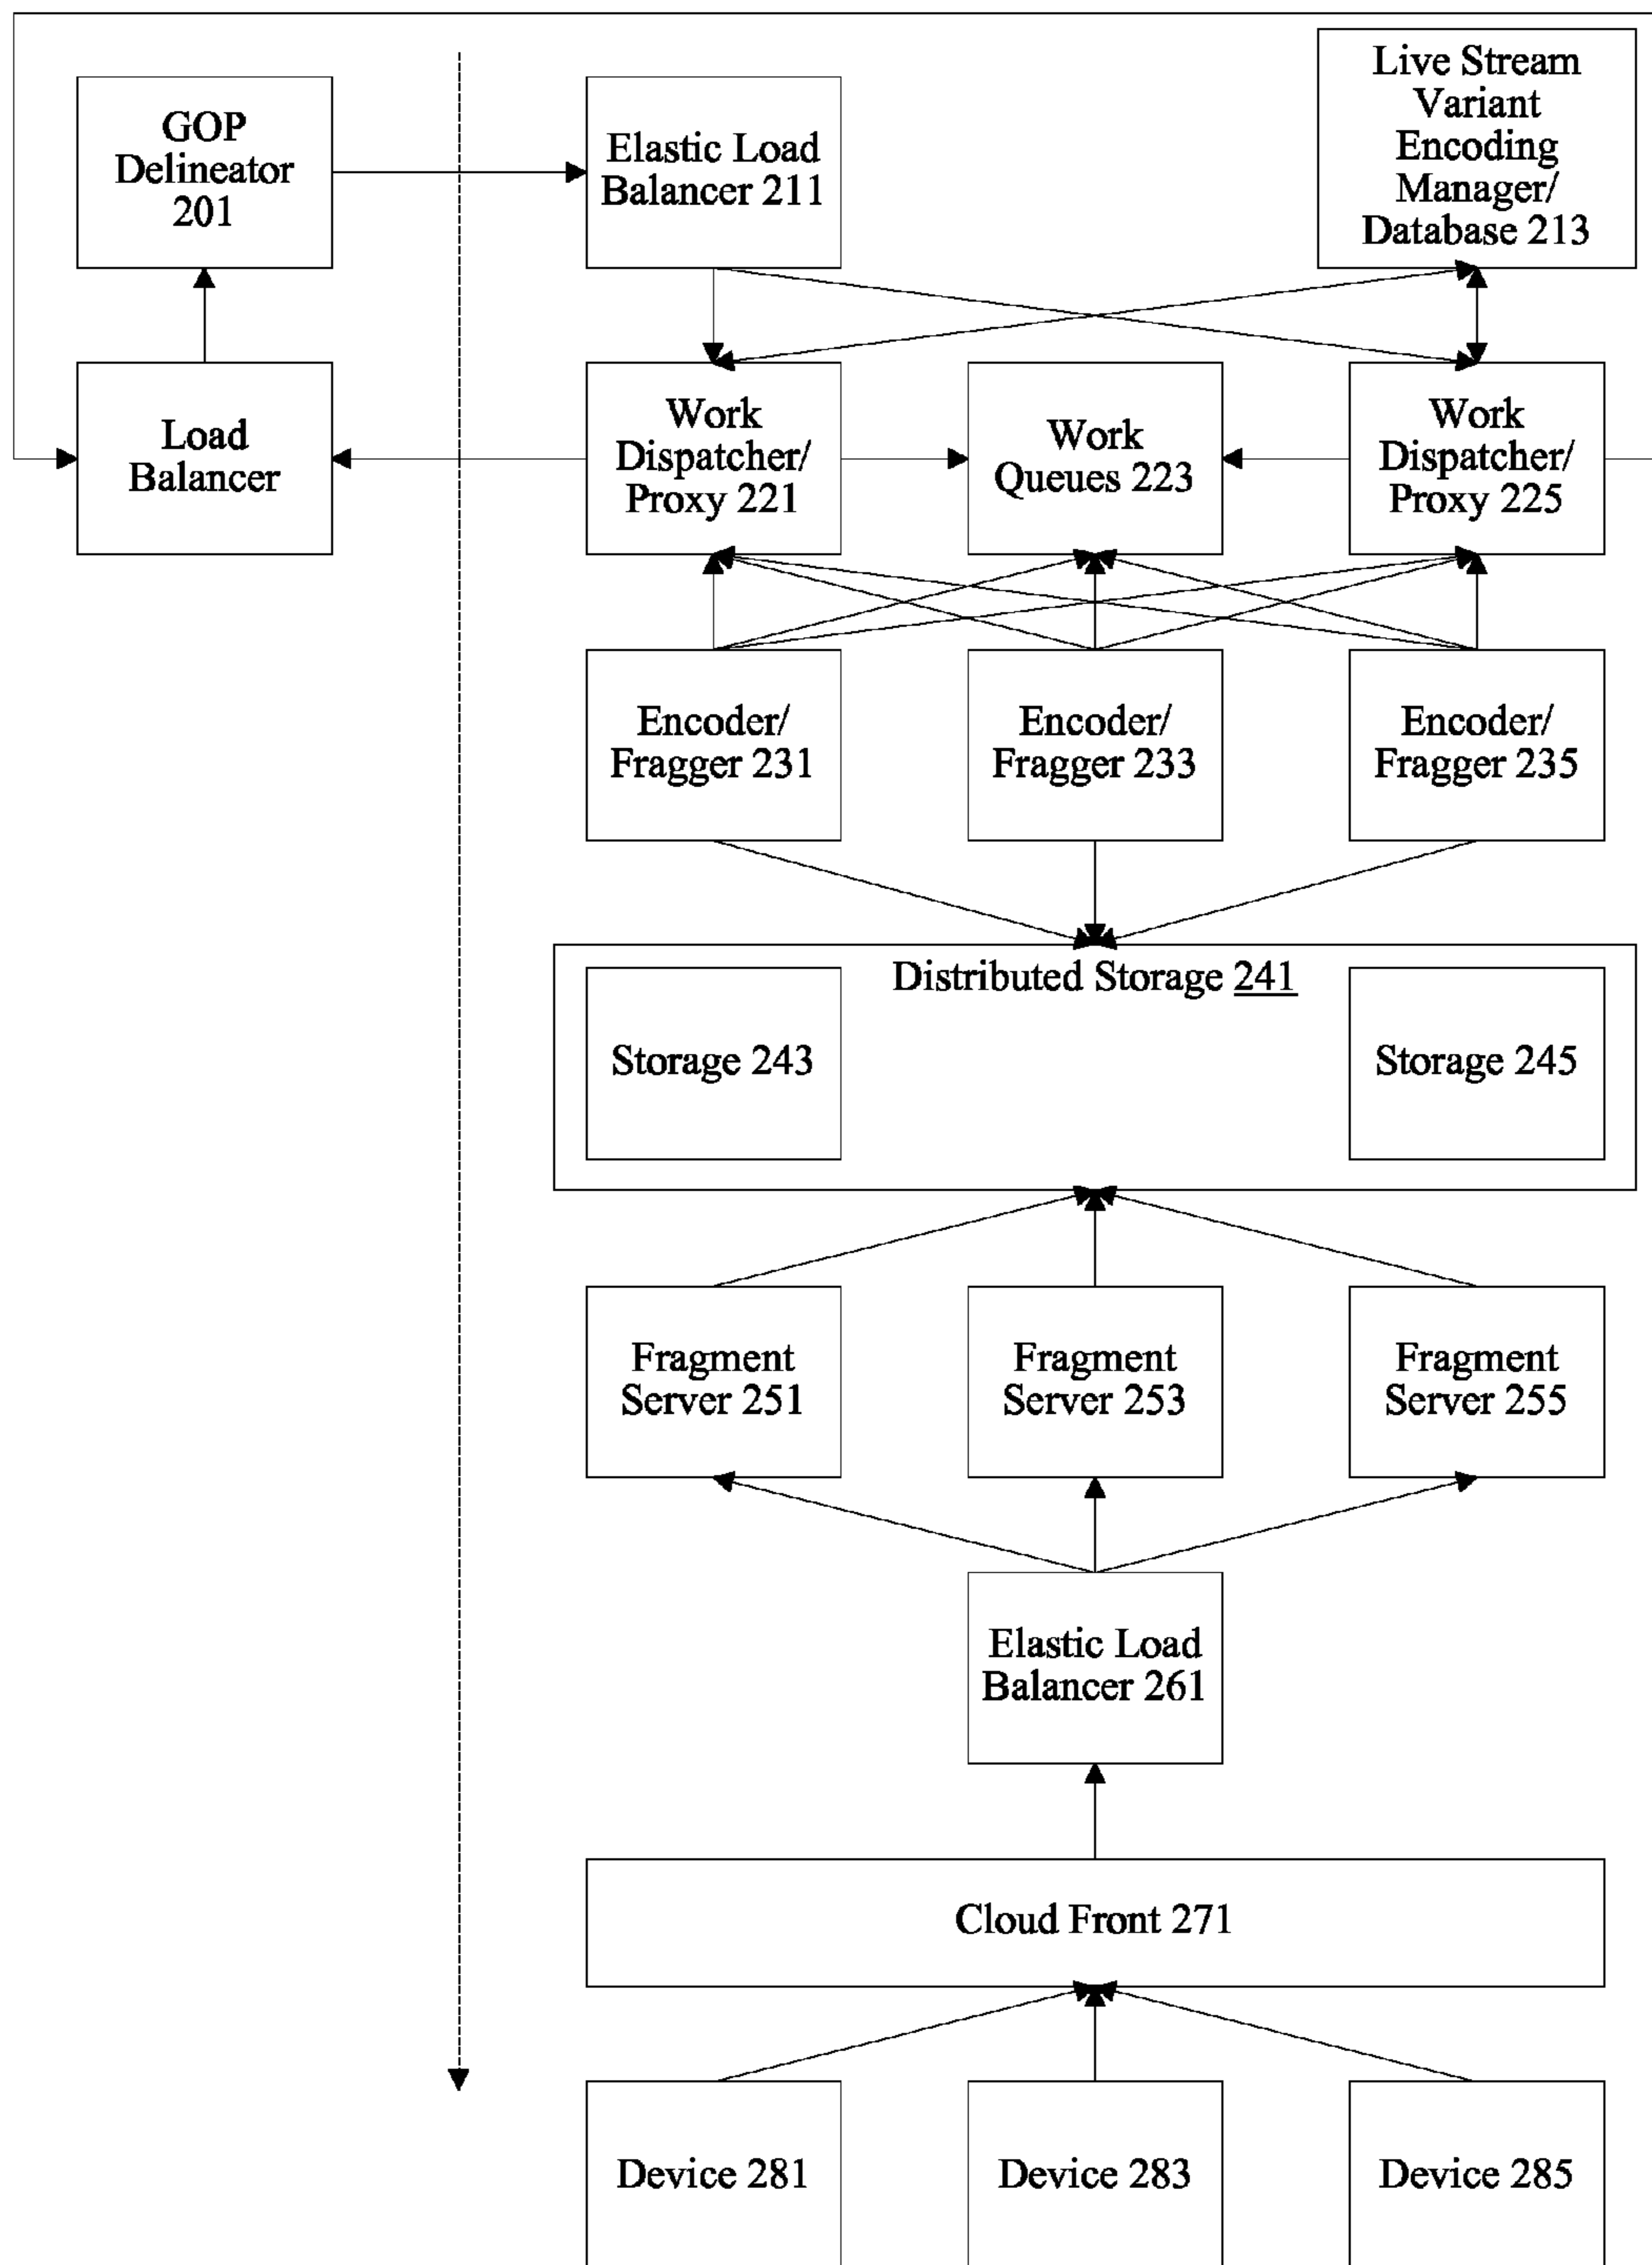 GOP
Delineator
201
Elastic Load
Balancer 211
Live Stream
Variant
Encoding
Manager/
Database 213
Load
Balancer
Work
Dispatcher/
Proxy 221
Work
Queues 223
Work
Dispatcher/
Proxy 225
Encoder/
Fragger 231
Encoder/
Fragger 233
Encoder/
Fragger 235
Distributed Storage 241
Storage 243
Storage 245
Fragment
Server 251
Fragment
Server 253
Fragment
Server 255
Elastic Load
Balancer 261
Cloud Front 271
Device 281
Device 283
Device 285